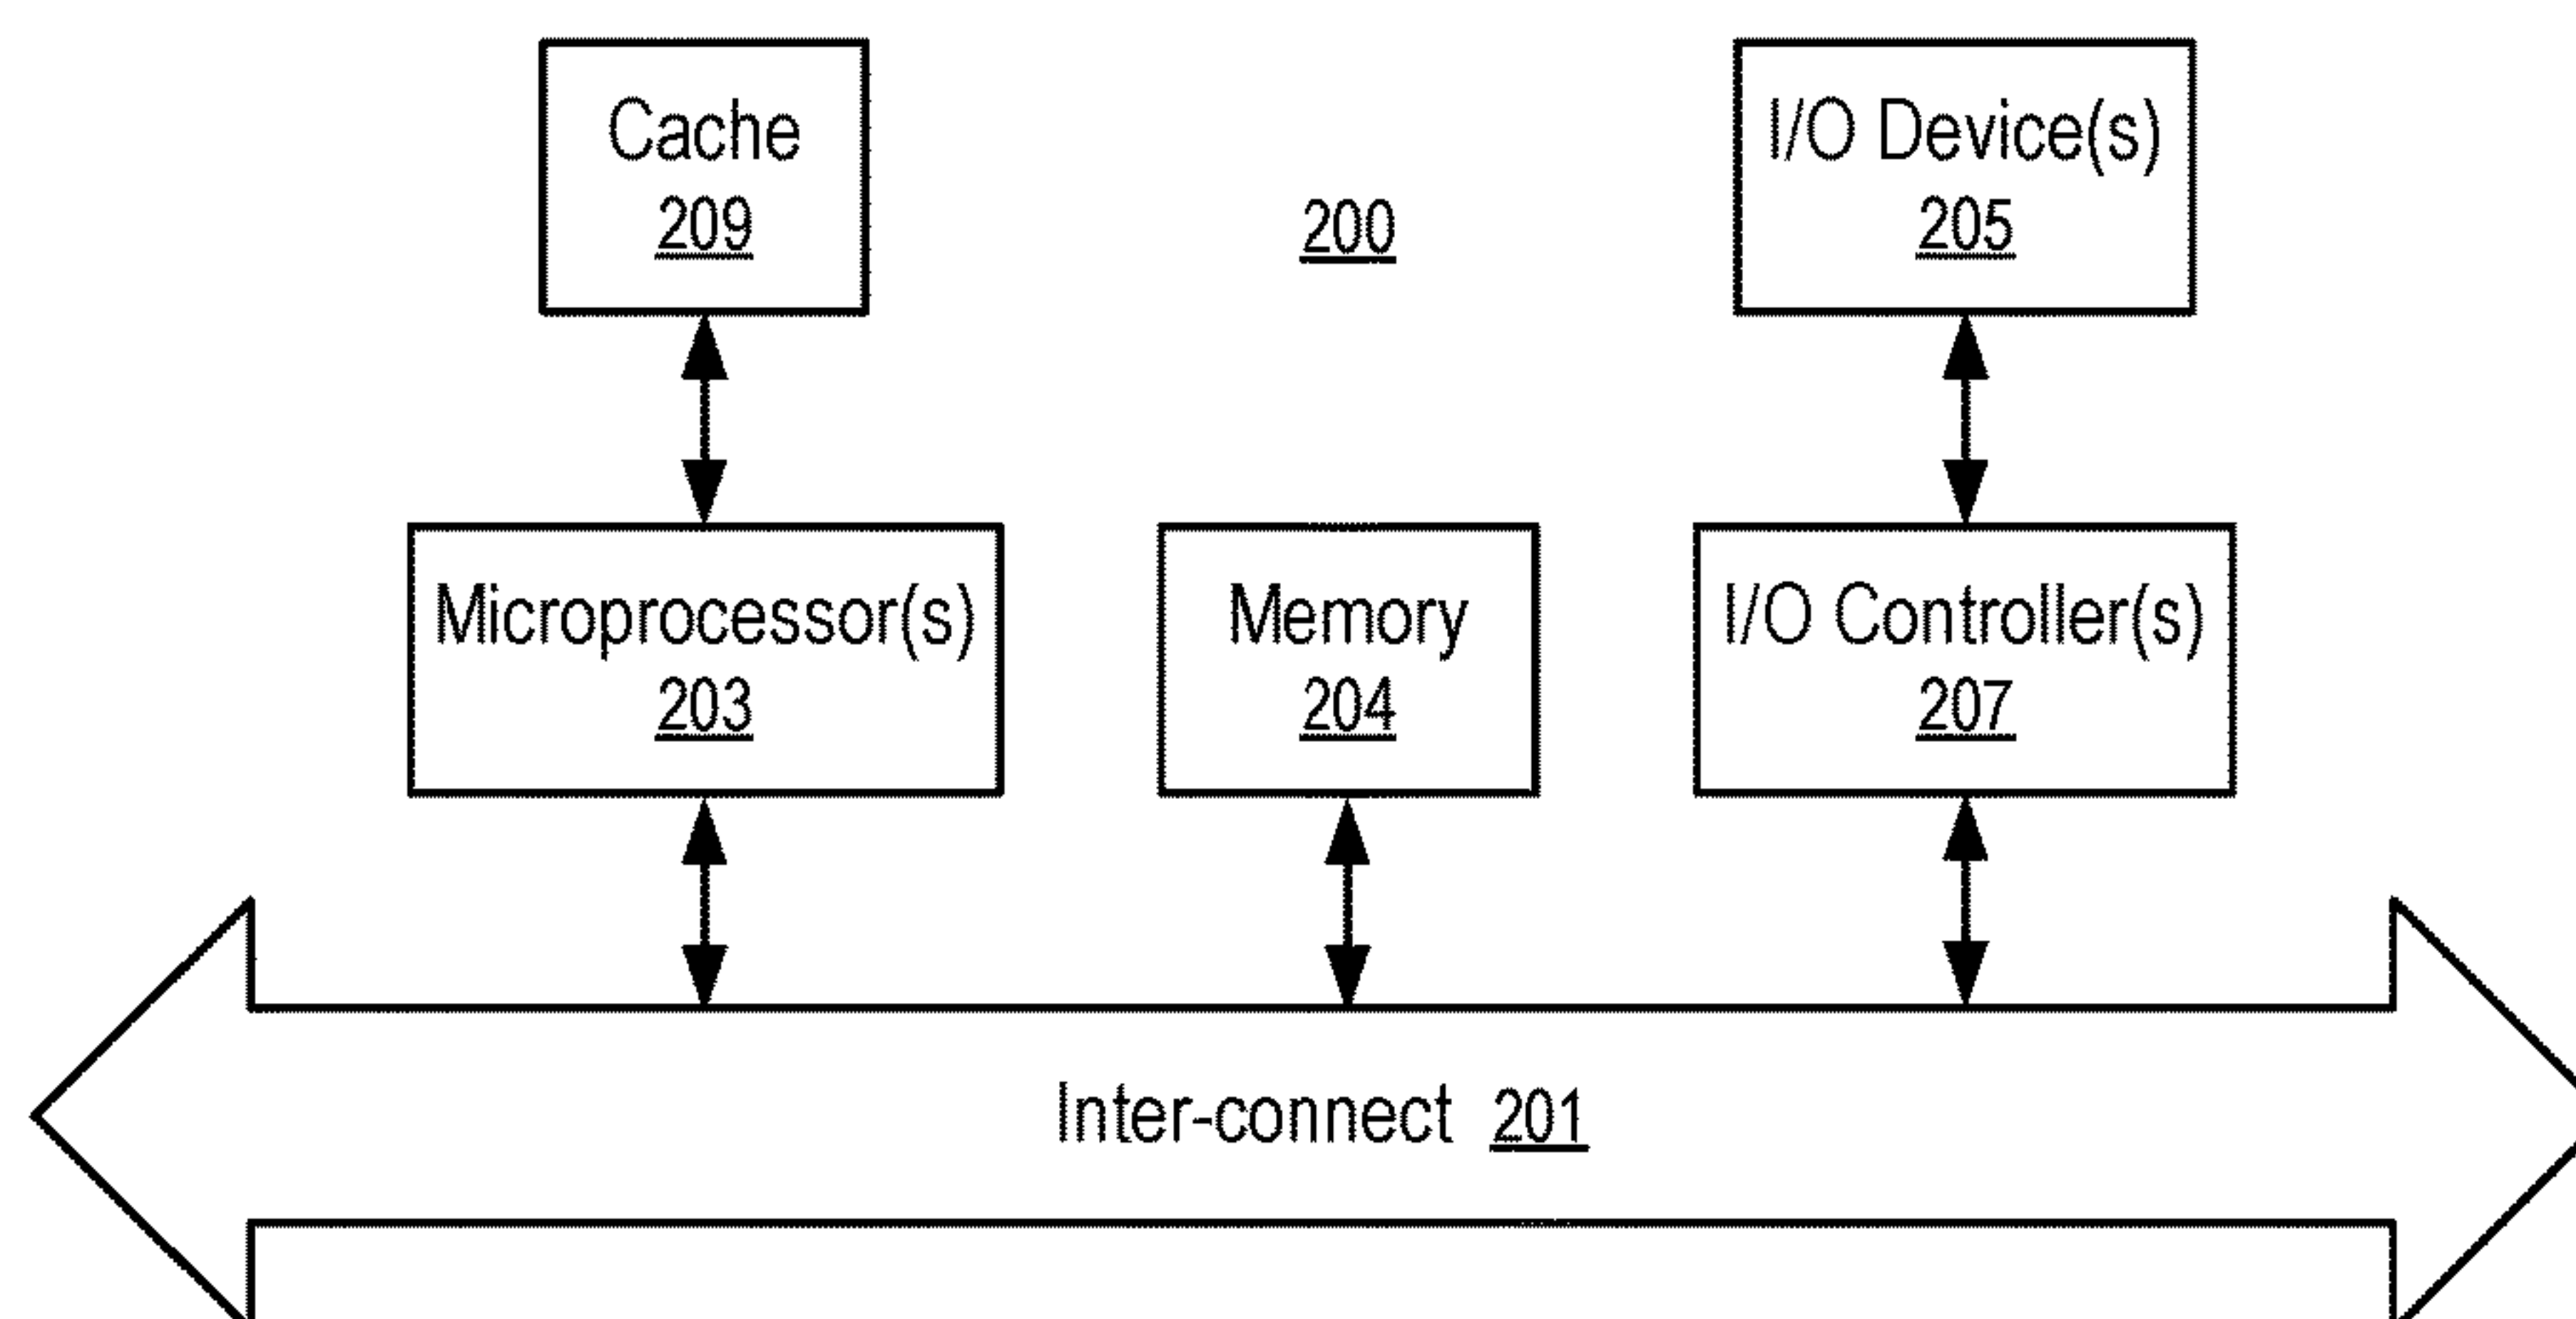 Cache
209
200
I/O Device(s)
205
Microprocessor(s)
203
Memory
204
I/O Controller(s)
207
Inter-connect 201